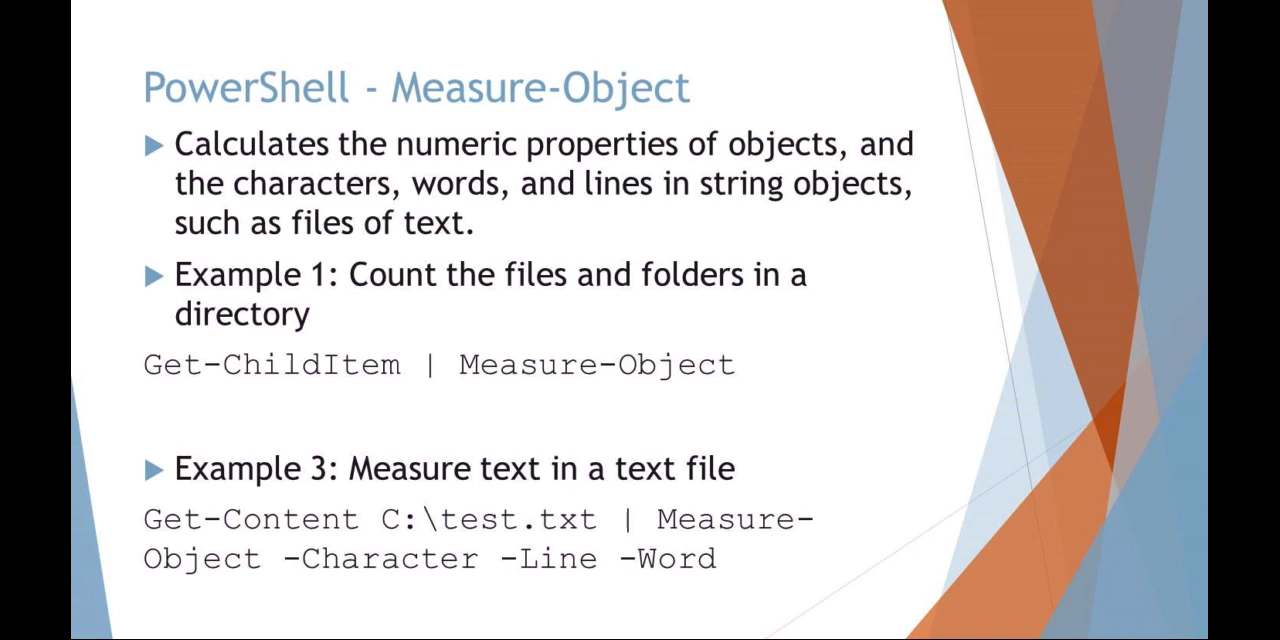 PowerShell - Measure-Object
Calculates the numeric properties of objects, and
the characters, words, and lines in string objects,
such as files of text.
Example 1: Count the files and folders in a
directory
Get-ChildItem | Measure-Object
Example 3: Measure text in a text file
Get-Content C:\test.txt | Measure-
Object -Character -Line -Word